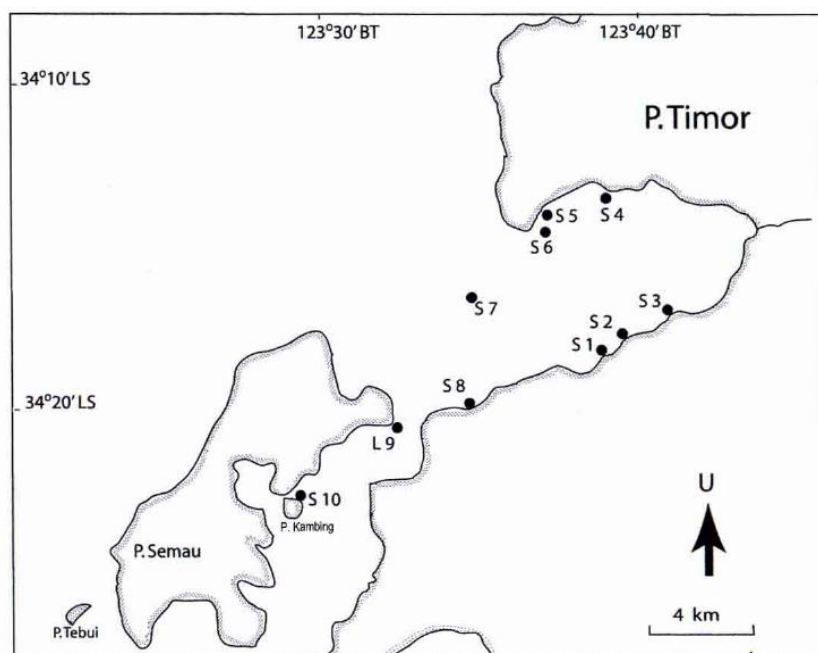 123°30' BT
123°40' BT
34°10' LS
P. Timor
S 5
S 4
S 6
S 7
S 3
S 2
S 1
S 8
34°20' LS
L 9
S 10
P. Kambing
P. Semau
P.Tebui
U
4 km